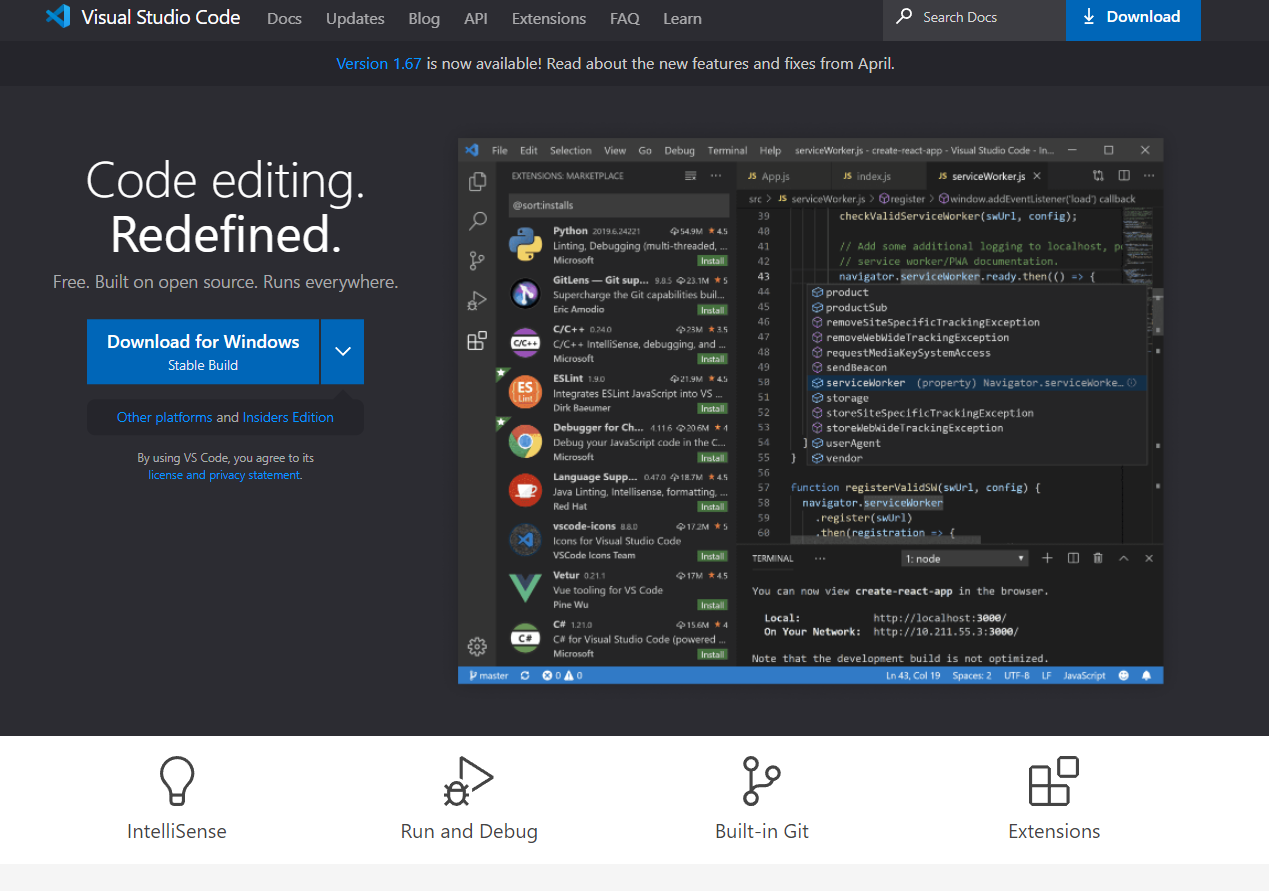 Visual Studio Code Docs Updates Blog API Extensions FAQ Learn Search Docs Download
Version 1.67 is now available! Read about the new features and fixes from April.
Code editing.
Redefined.
Free. Built on open source. Runs everywhere.
Download for Windows
Stable Build
Other platforms and Insiders Edition
By using VS Code, you agree to its
license and privacy statement.
File Edit Selection View Go Debug Terminal Help serviceWorker.js - create-react-app - Visual Studio Code - In...
EXTENSIONS: MARKETPLACE
@sort:installs
Python 2019.6.24221 54.9M 4.5
Linting, Debugging (multi-threaded, ...
Microsoft Install
GitLens — Git sup... 9.8.5 23.1M 5
Supercharge the Git capabilities buil...
Eric Amodio Install
C/C++ 0.24.0 23M 3.5
C/C++ IntelliSense, debugging, and ...
Microsoft Install
ESLint 1.9.0 21.9M 4.5
Integrates ESLint JavaScript into VS ...
Dirk Baeumer Install
Debugger for Ch... 4.11.6 20.6M 4
Debug your JavaScript code in the C...
Microsoft Install
Language Supp... 0.47.0 18.7M 4.5
Java Linting, Intellisense, formatting, ...
Red Hat Install
vscode-icons 8.8.0 17.2M 5
Icons for Visual Studio Code
VSCode Icons Team Install
Vetur 0.21.1 17M 4.5
Vue tooling for VS Code
Pine Wu Install
C# 1.21.0 15.6M 4
C# for Visual Studio Code (powered ...
Microsoft Install
C/C++
ES
Lint
C#
JS App.js JS index.js JS serviceWorker.js
src > JS serviceWorker.js > register > window.addEventListener('load') callback
39 checkValidServiceWorker(swUrl, config);
40
41 // Add some additional logging to localhost, po
42 // service worker/PWA documentation.
43 navigator.serviceWorker.ready.then(() => {
44 product
45 productSub
46 removeSiteSpecificTrackingException
47 removeWebWideTrackingException
48 requestMediaKeySystemAccess
49 sendBeacon
50 serviceWorker (property) Navigator.serviceWorke...
51 storage
52 storeSiteSpecificTrackingException
53 storeWebWideTrackingException
54 } userAgent
55 } vendor
56
57 function registerValidSW(swUrl, config) {
58 navigator.serviceWorker
59 .register(swUrl)
60 .then(registration => {
TERMINAL ... 1: node
You can now view create-react-app in the browser.
Local: http://localhost:3000/
On Your Network: http://10.211.55.3:3000/
Note that the development build is not optimized.
master 0 0 Ln 43, Col 19 Spaces: 2 UTF-8 LF JavaScript
IntelliSense
Run and Debug
Built-in Git
Extensions